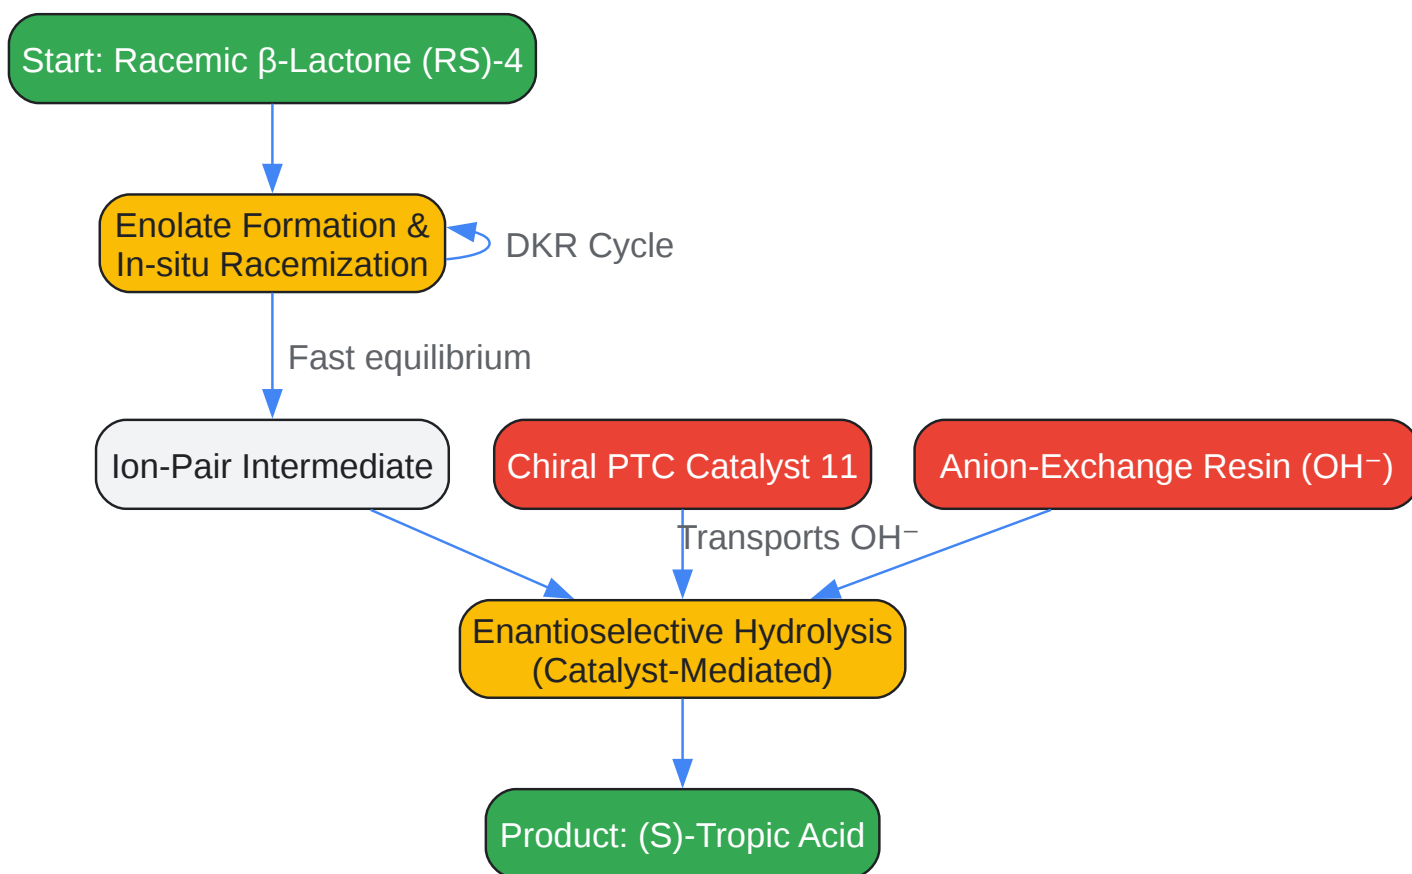 Start: Racemic β-Lactone (RS)-4
Enolate Formation &
In-situ Racemization
DKR Cycle
Fast equilibrium
Ion-Pair Intermediate
Chiral PTC Catalyst 11
Anion-Exchange Resin (OH⁻)
Transports OH⁻
Enantioselective Hydrolysis
(Catalyst-Mediated)
Product: (S)-Tropic Acid